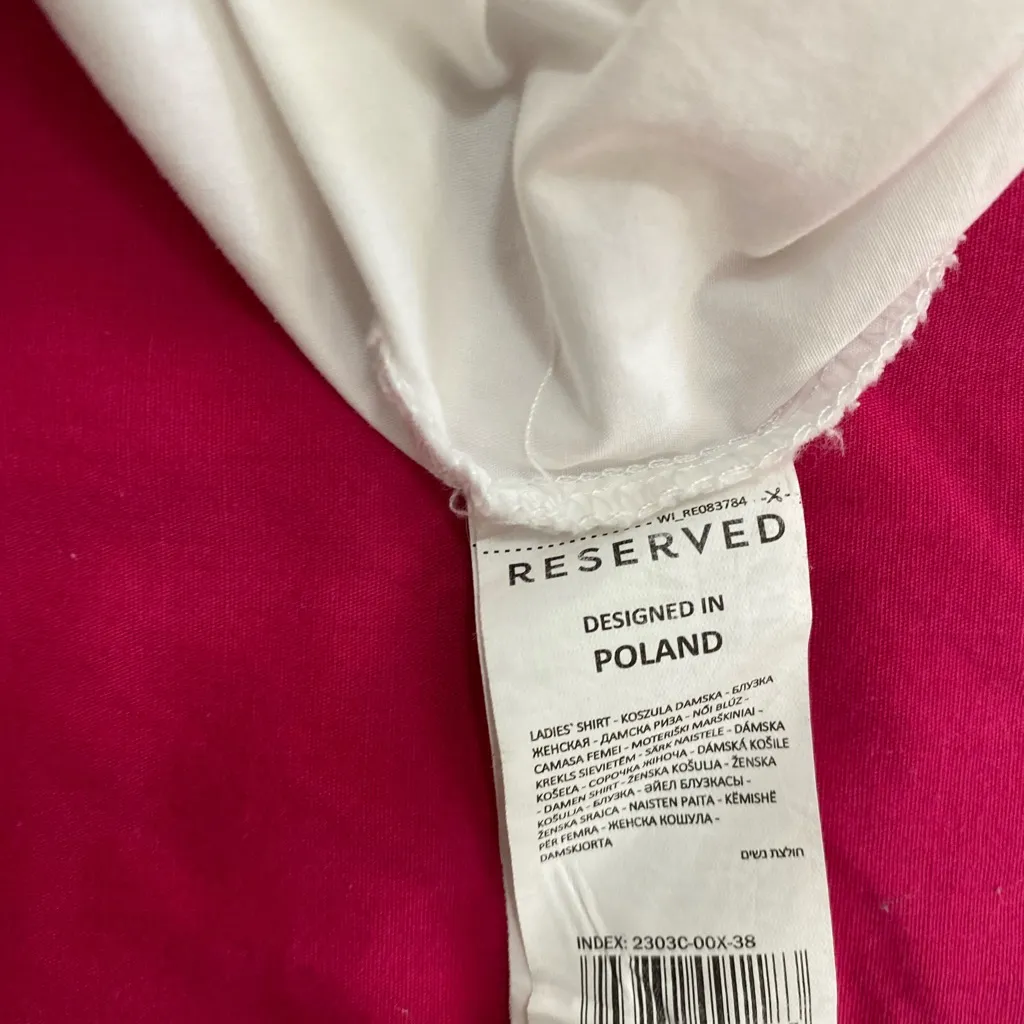 WI_RE083784
RESERVED
DESIGNED IN
POLAND
LADIES' SHIRT - KOSZULA DAMSKA - БЛУЗКА
ЖЕНСКАЯ - ДАМСКА РИЗА - NŐI BLÚZ -
CAMASA FEMEI - MOTERIŠKI MARŠKINIAI -
KREKLS SIEVIETĒM - SÄRK NAISTELE - DÁMSKA
KOŠEĽA - СОРОЧКА ЖІНОЧА - DÁMSKÁ KOŠILE
- DAMEN SHIRT - ŽENSKA KOŠULJA - ŽENSKA
KOŠULJA - БЛУЗКА - ӘЙЕЛ БЛУЗКАСЫ -
ŽENSKA SRAJCA - NAISTEN PAITA - KËMISHË
PËR FEMRA - ЖЕНСКА КОШУЛА -
DAMSKJORTA
חולצת נשים
INDEX: 2303C-00X-38